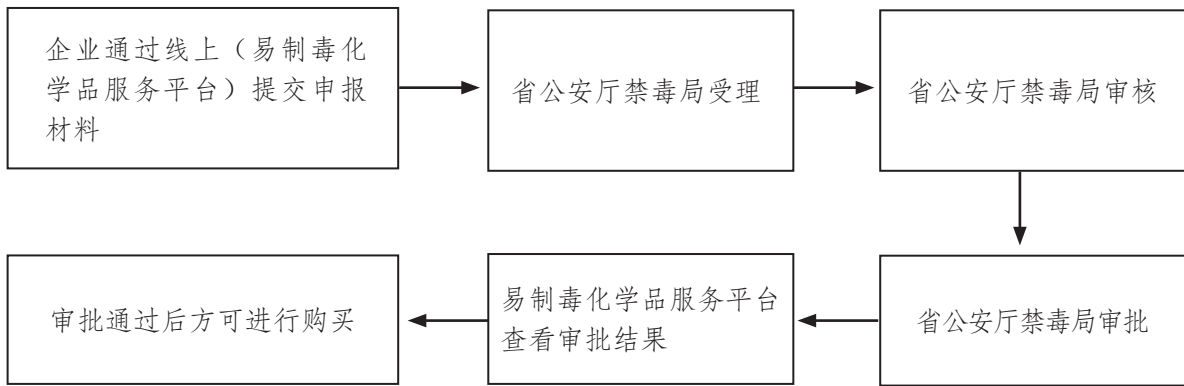 企业通过线上（易制毒化
学品服务平台）提交申报
材料
省公安厅禁毒局受理
省公安厅禁毒局审核
省公安厅禁毒局审批
易制毒化学品服务平台
查看审批结果
审批通过后方可进行购买